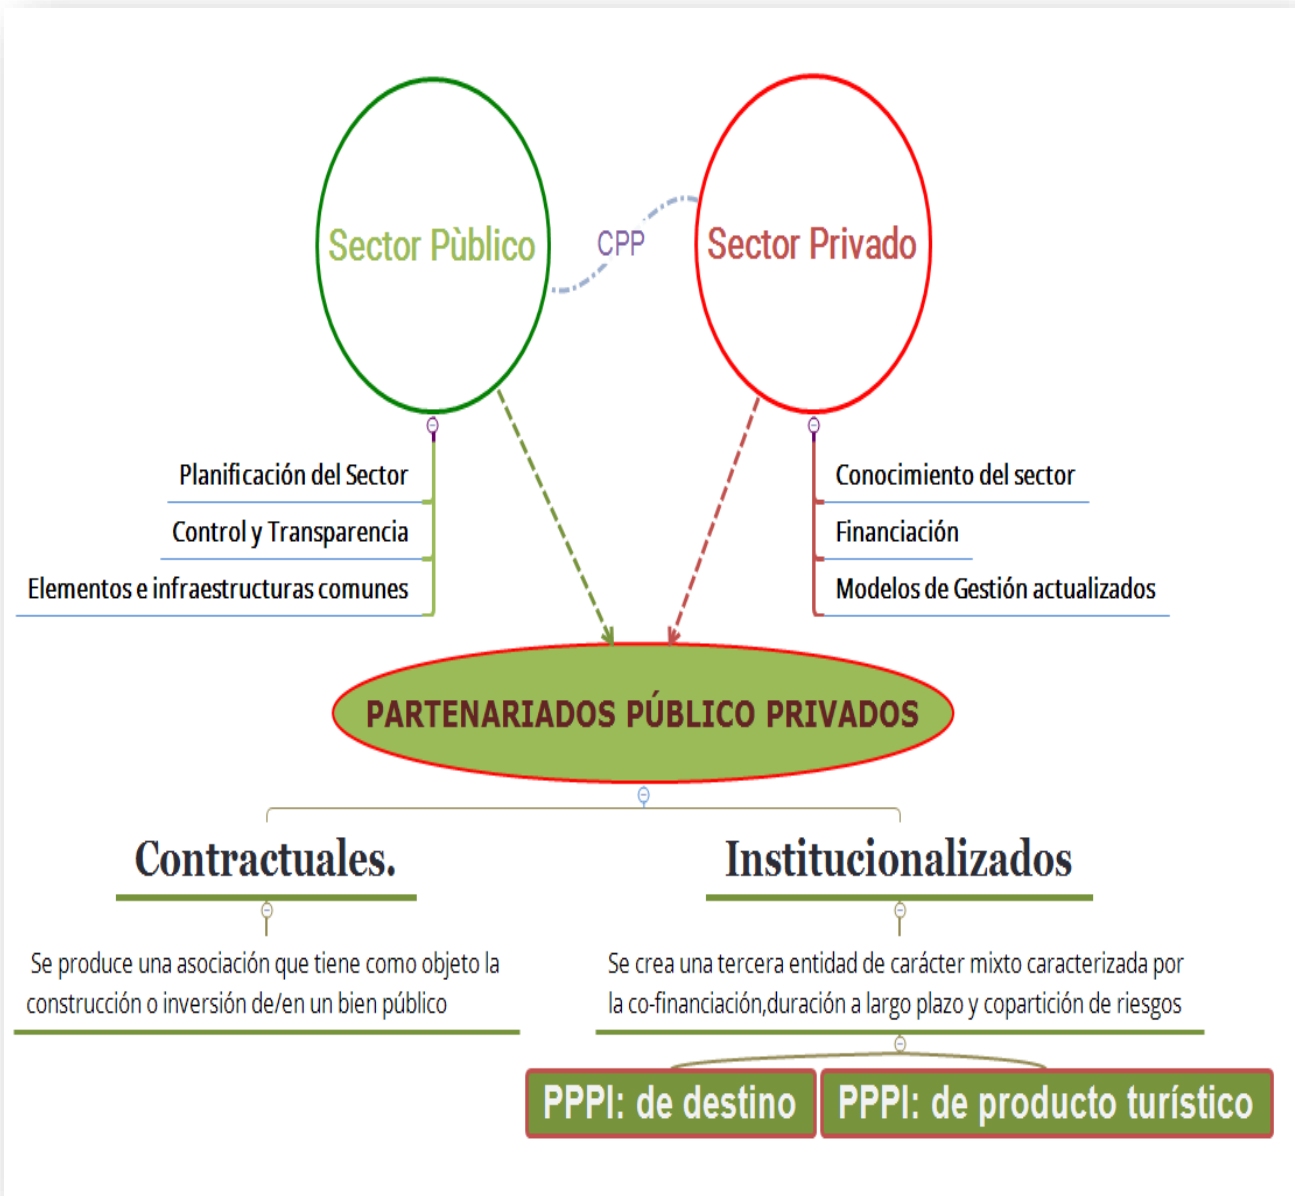 Sector Pùblico
CPP
Sector Privado
Planificación del Sector
Control y Transparencia
Elementos e infraestructuras comunes
Conocimiento del sector
Financiación
Modelos de Gestión actualizados
PARTENARIADOS PÚBLICO PRIVADOS
Contractuales.
Se produce una asociación que tiene como objeto la
construcción o inversión de/en un bien público
Institucionalizados
Se crea una tercera entidad de carácter mixto caracterizada por
la co-financiación,duración a largo plazo y copartición de riesgos
PPPI: de destino
PPPI: de producto turístico